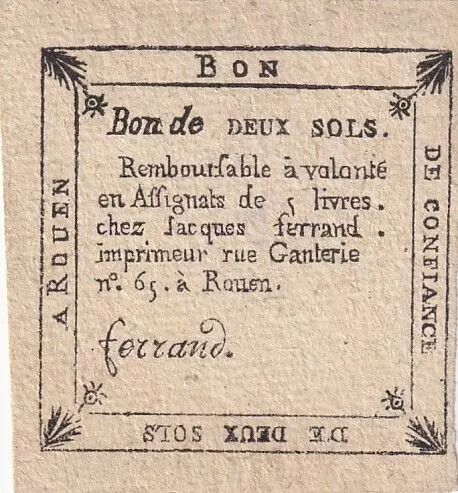 BON
Bon de DEUX SOLS.
Rembourſable à volonté
en Aſſignats de 5 livres.
chez Jacques ferrand.
imprimeur rue Ganterie
nº. 65. à Rouen.
ferrand.
DE CONFIANCE
DE DEUX SOLS
A ROUEN